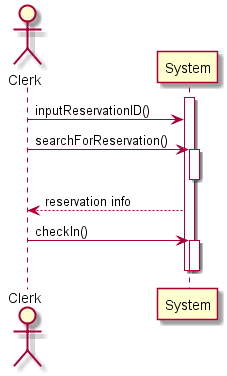 Clerk
System
inputReservationID()
searchForReservation()
reservation info
checkIn()
Clerk
System